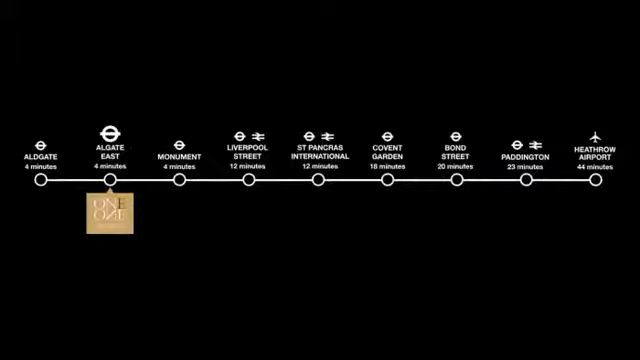 ALDGATE
4 minutes
ALGATE
EAST
4 minutes
MONUMENT
4 minutes
LIVERPOOL
STREET
12 minutes
ST PANCRAS
INTERNATIONAL
12 minutes
COVENT
GARDEN
18 minutes
BOND
STREET
20 minutes
PADDINGTON
23 minutes
HEATHROW
AIRPORT
44 minutes
ONE
ONE